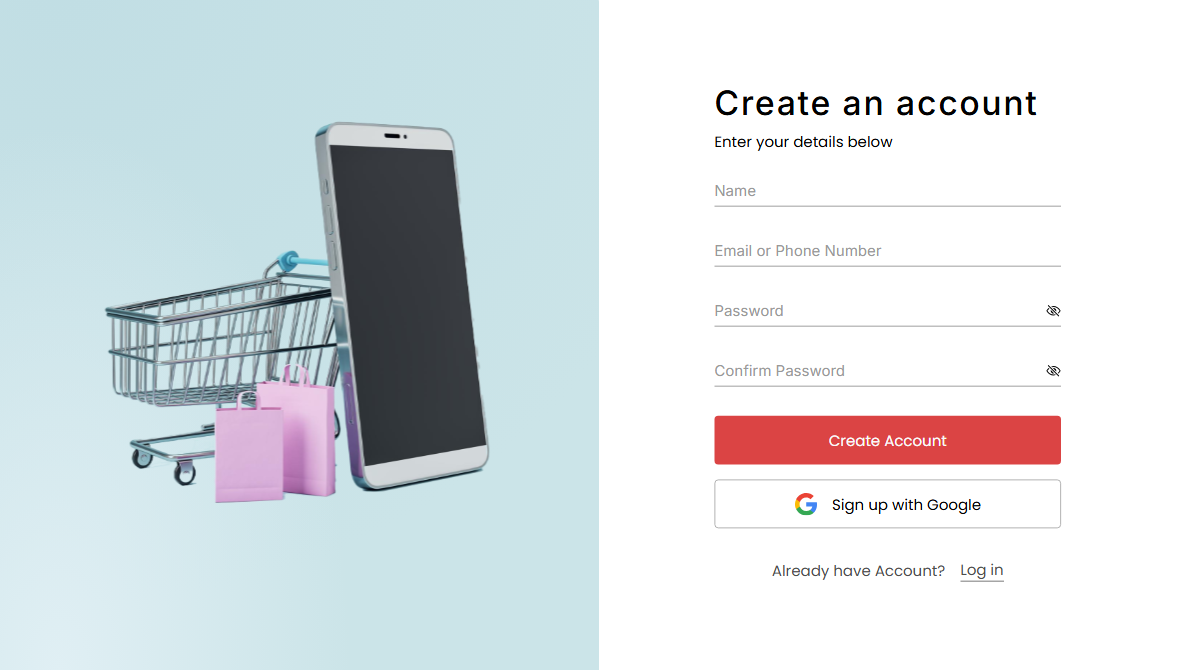 Create an account
Enter your details below
Name
Email or Phone Number
Password
Confirm Password
Create Account
Sign up with Google
Already have Account? Log in